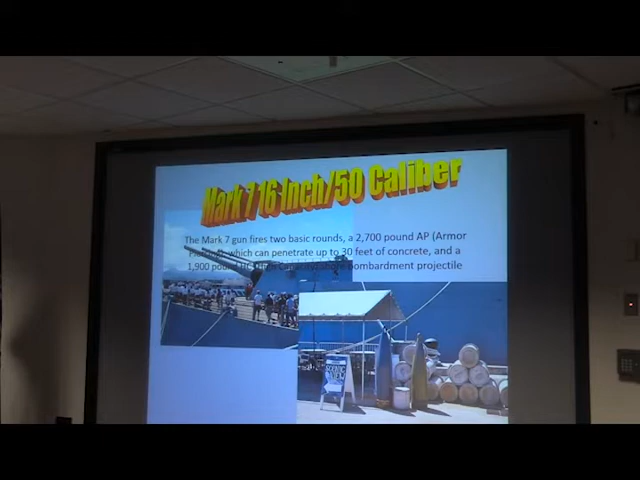 Mark 7 16 Inch/50 Caliber
The Mark 7 gun fires two basic rounds, a 2,700 pound AP (Armor
which can penetrate up to 30 feet of concrete, and a
1,900 pound bombardment projectile